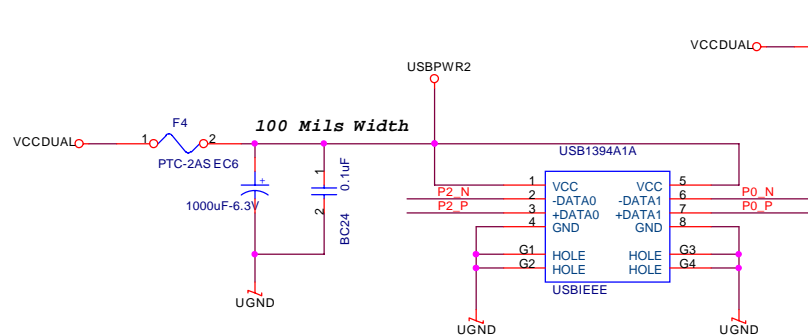 VCCDUAL
USBPWR2
F4
100 Mils Width
VCCDUAL
1
2
USB1394A1A
PTC-2AS EC6
1
0.1uF
+
1000uF-6.3V
2
BC24
P2_N
P2_P
1
2
3
4
VCC
-DATA0
+DATA0
GND
VCC
-DATA1
+DATA1
GND
5
6
7
8
P0_N
P0_P
G1
G2
HOLE
HOLE
HOLE
HOLE
G3
G4
USBIEEE
UGND
UGND
UGND